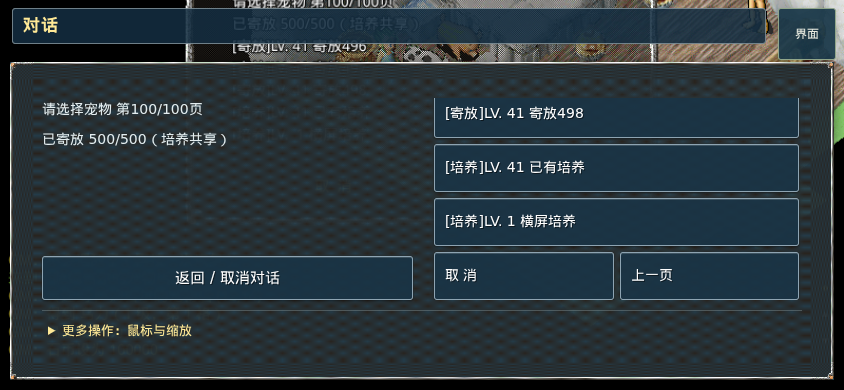 请选择宠物 第100/100页
对话
已寄放 500/500 ( 培养共享 )
[寄放]LV. 41 寄放496
界面
请选择宠物 第100/100页
已寄放 500/500 ( 培养共享 )
[寄放]LV. 41 寄放498
[培养]LV. 41 已有培养
[培养]LV. 1 横屏培养
返回 / 取消对话
取 消
上一页
▶ 更多操作：鼠标与缩放